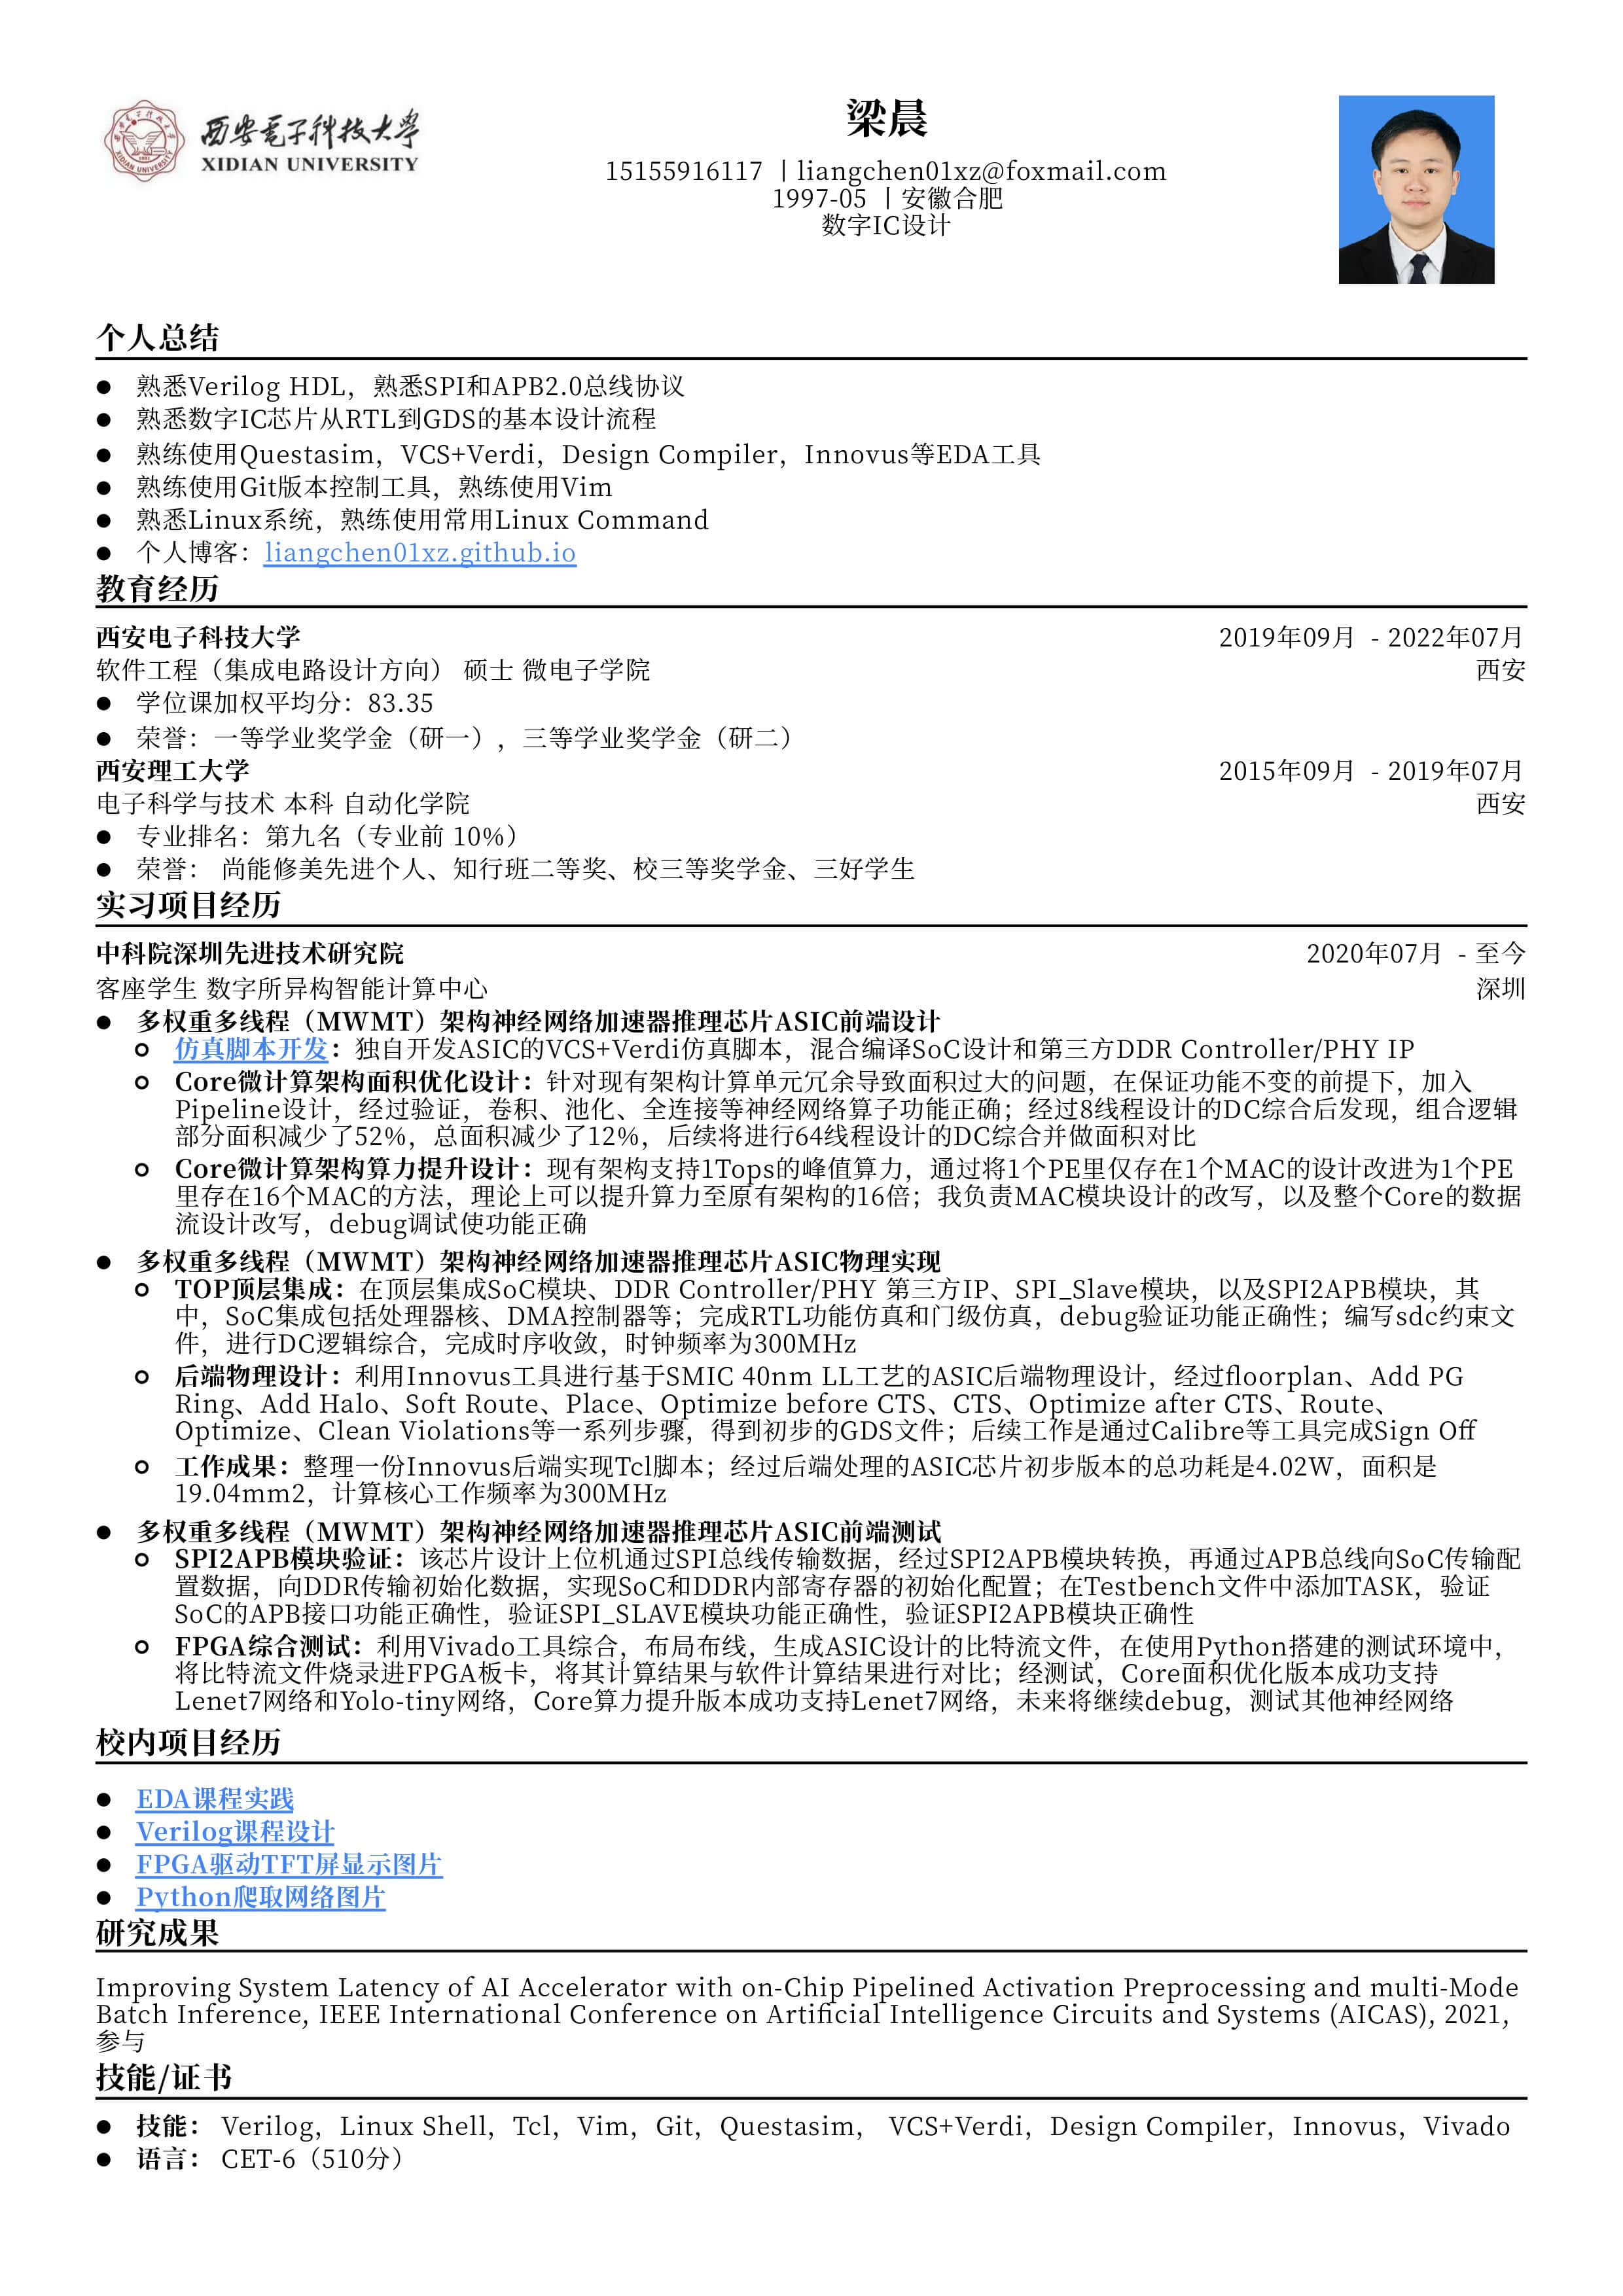 西安电子科技大学
XIDIAN UNIVERSITY
梁晨
15155916117 丨liangchen01xz@foxmail.com
1997-05 丨安徽合肥
数字IC设计
个人总结
● 熟悉Verilog HDL，熟悉SPI和APB2.0总线协议
● 熟悉数字IC芯片从RTL到GDS的基本设计流程
● 熟练使用Questasim，VCS+Verdi，Design Compiler，Innovus等EDA工具
● 熟练使用Git版本控制工具，熟练使用Vim
● 熟悉Linux系统，熟练使用常用Linux Command
● 个人博客：liangchen01xz.github.io
教育经历
西安电子科技大学 2019年09月 - 2022年07月
软件工程（集成电路设计方向） 硕士 微电子学院 西安
● 学位课加权平均分：83.35
● 荣誉：一等学业奖学金（研一），三等学业奖学金（研二）
西安理工大学 2015年09月 - 2019年07月
电子科学与技术 本科 自动化学院 西安
● 专业排名：第九名（专业前 10%）
● 荣誉： 尚能修美先进个人、知行班二等奖、校三等奖学金、三好学生
实习项目经历
中科院深圳先进技术研究院 2020年07月 - 至今
客座学生 数字所异构智能计算中心 深圳
● 多权重多线程（MWMT）架构神经网络加速器推理芯片ASIC前端设计
仿真脚本开发：独自开发ASIC的VCS+Verdi仿真脚本，混合编译SoC设计和第三方DDR Controller/PHY IP
Core微计算架构面积优化设计：针对现有架构计算单元冗余导致面积过大的问题，在保证功能不变的前提下，加入
Pipeline设计，经过验证，卷积、池化、全连接等神经网络算子功能正确；经过8线程设计的DC综合后发现，组合逻辑
部分面积减少了52%，总面积减少了12%，后续将进行64线程设计的DC综合并做面积对比
Core微计算架构算力提升设计：现有架构支持1Tops的峰值算力，通过将1个PE里仅存在1个MAC的设计改进为1个PE
里存在16个MAC的方法，理论上可以提升算力至原有架构的16倍；我负责MAC模块设计的改写，以及整个Core的数据
流设计改写，debug调试使功能正确
● 多权重多线程（MWMT）架构神经网络加速器推理芯片ASIC物理实现
TOP顶层集成：在顶层集成SoC模块、DDR Controller/PHY 第三方IP、SPI_Slave模块，以及SPI2APB模块，其
中，SoC集成包括处理器核、DMA控制器等；完成RTL功能仿真和门级仿真，debug验证功能正确性；编写sdc约束文
件，进行DC逻辑综合，完成时序收敛，时钟频率为300MHz
后端物理设计：利用Innovus工具进行基于SMIC 40nm LL工艺的ASIC后端物理设计，经过floorplan、Add PG
Ring、Add Halo、Soft Route、Place、Optimize before CTS、CTS、Optimize after CTS、Route、
Optimize、Clean Violations等一系列步骤，得到初步的GDS文件；后续工作是通过Calibre等工具完成Sign Off
工作成果：整理一份Innovus后端实现Tcl脚本；经过后端处理的ASIC芯片初步版本的总功耗是4.02W，面积是
19.04mm2，计算核心工作频率为300MHz
● 多权重多线程（MWMT）架构神经网络加速器推理芯片ASIC前端测试
SPI2APB模块验证：该芯片设计上位机通过SPI总线传输数据，经过SPI2APB模块转换，再通过APB总线向SoC传输配
置数据，向DDR传输初始化数据，实现SoC和DDR内部寄存器的初始化配置；在Testbench文件中添加TASK，验证
SoC的APB接口功能正确性，验证SPI_SLAVE模块功能正确性，验证SPI2APB模块正确性
FPGA综合测试：利用Vivado工具综合，布局布线，生成ASIC设计的比特流文件，在使用Python搭建的测试环境中，
将比特流文件烧录进FPGA板卡，将其计算结果与软件计算结果进行对比；经测试，Core面积优化版本成功支持
Lenet7网络和Yolo-tiny网络，Core算力提升版本成功支持Lenet7网络，未来将继续debug，测试其他神经网络
校内项目经历
● EDA课程实践
● Verilog课程设计
● FPGA驱动TFT屏显示图片
● Python爬取网络图片
研究成果
Improving System Latency of AI Accelerator with on-Chip Pipelined Activation Preprocessing and multi-Mode
Batch Inference, IEEE International Conference on Artificial Intelligence Circuits and Systems (AICAS), 2021,
参与
技能/证书
● 技能： Verilog，Linux Shell，Tcl，Vim，Git，Questasim， VCS+Verdi，Design Compiler，Innovus，Vivado
● 语言： CET-6（510分）